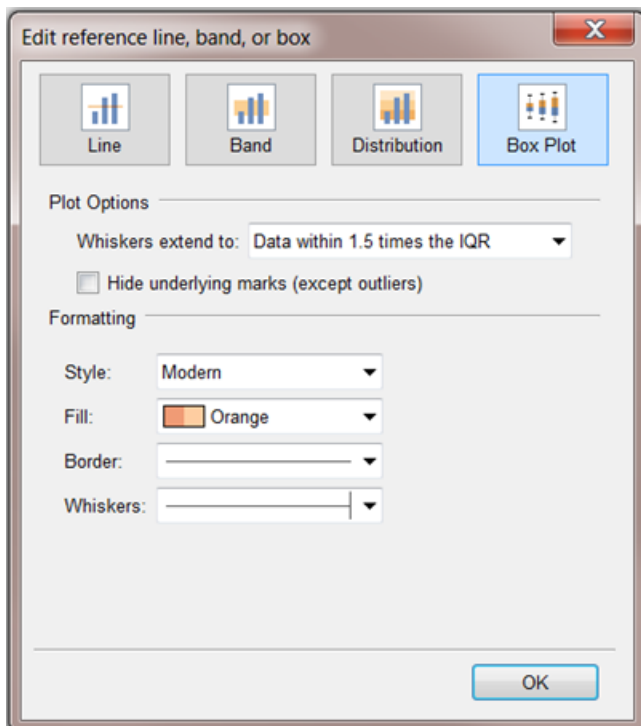 Edit reference line, band, or box
Line Band Distribution Box Plot
Plot Options
Whiskers extend to: Data within 1.5 times the IQR
Hide underlying marks (except outliers)
Formatting
Style: Modern
Fill: Orange
Border:
Whiskers:
OK